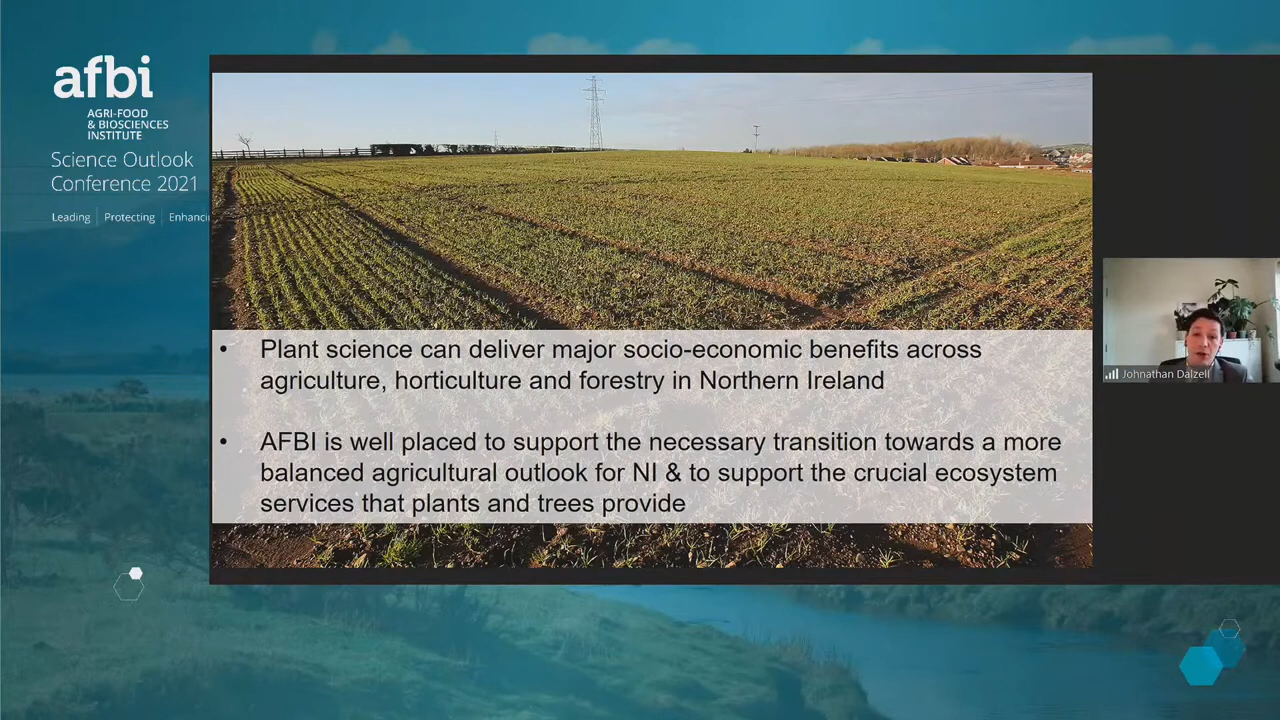 afbi
AGRI-FOOD
& BIOSCIENCES
INSTITUTE
Science Outlook
Conference 2021
Leading
Protecting
Enhanci
• Plant science can deliver major socio-economic benefits across
agriculture, horticulture and forestry in Northern Ireland
• AFBI is well placed to support the necessary transition towards a more
balanced agricultural outlook for NI & to support the crucial ecosystem
services that plants and trees provide
Johnathan Dalzell